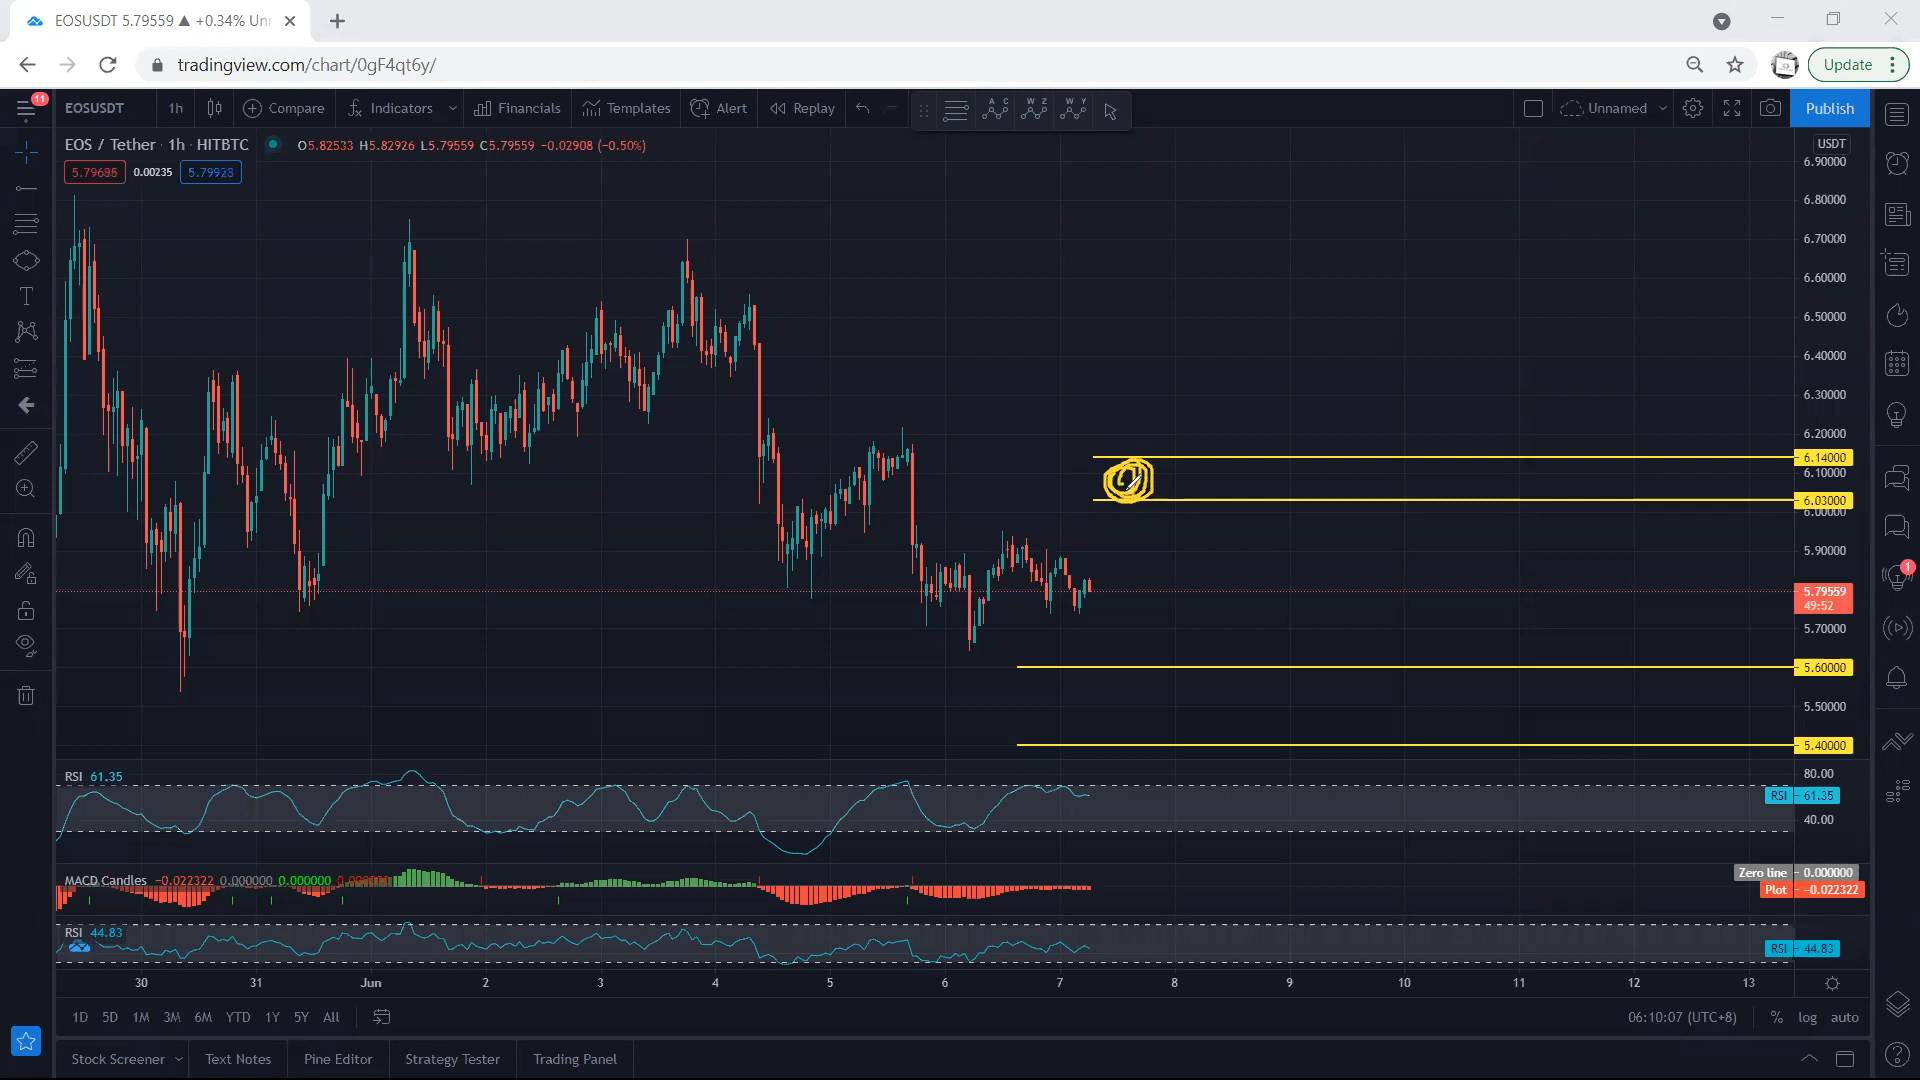 EOSUSDT 5.79559 ▲ +0.34% Unn
tradingview.com/chart/0gF4qt6y/
Update
11
EOSUSDT 1h Compare Indicators Financials Templates Alert Replay
A C W Z W Y
Unnamed Publish
EOS / Tether · 1h · HITBTC O5.82533 H5.82926 L5.79559 C5.79559 −0.02908 (−0.50%)
5.79685 0.00235 5.79923
USDT
6.90000
6.80000
6.70000
6.60000
6.50000
6.40000
6.30000
6.20000
6.14000
6.10000
6.03000
6.00000
5.90000
5.79559
49:52
5.70000
5.60000
5.50000
5.40000
1
RSI 61.35
80.00
RSI 61.35
40.00
MACD Candles −0.022322 0.000000 0.000000 0.000000
Zero line 0.000000
Plot −0.022322
RSI 44.83
RSI 44.83
30 31 Jun 2 3 4 5 6 7 8 9 10 11 12 13
1D 5D 1M 3M 6M YTD 1Y 5Y All
06:10:07 (UTC+8) % log auto
Stock Screener Text Notes Pine Editor Strategy Tester Trading Panel